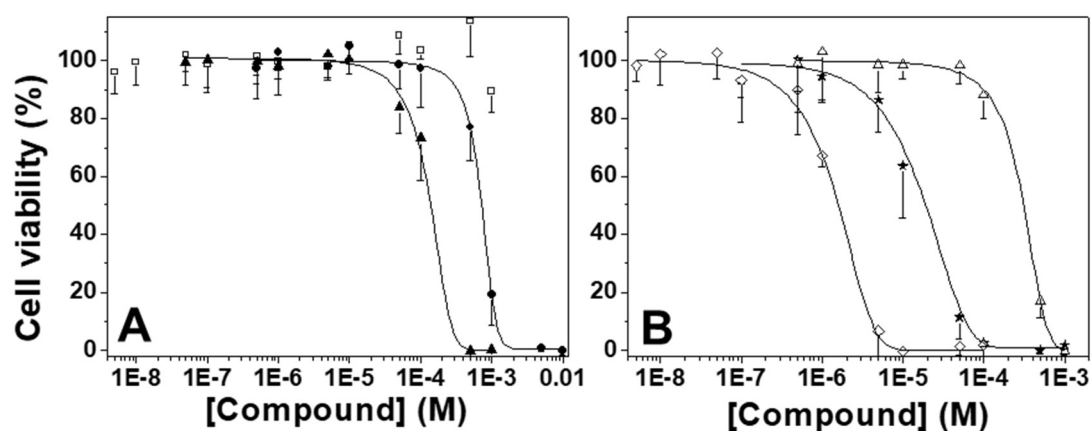 Cell viability (%)
100
80
60
40
20
0
A
1E-8 1E-7 1E-6 1E-5 1E-4 1E-3 0.01
[Compound] (M)
100
80
60
40
20
0
B
1E-8 1E-7 1E-6 1E-5 1E-4 1E-3
[Compound] (M)